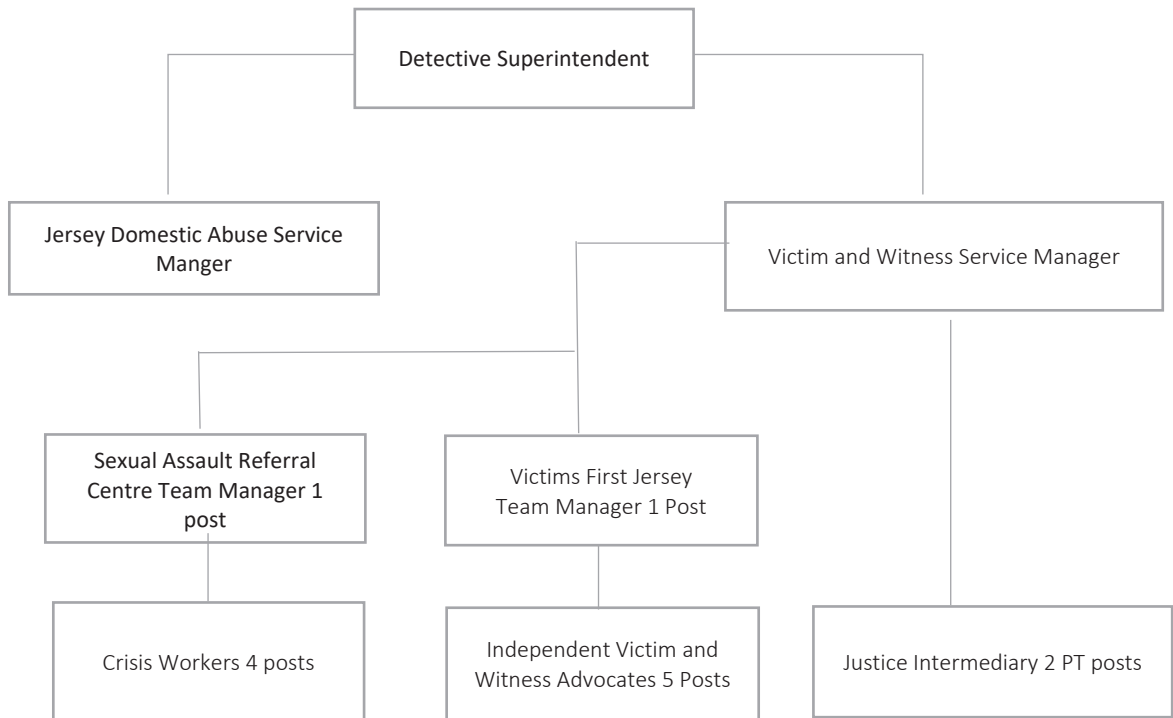 Detective Superintendent
Jersey Domestic Abuse Service
Manger
Victim and Witness Service Manager
Sexual Assault Referral
Centre Team Manager 1
post
Victims First Jersey
Team Manager 1 Post
Crisis Workers 4 posts
Independent Victim and
Witness Advocates 5 Posts
Justice Intermediary 2 PT posts